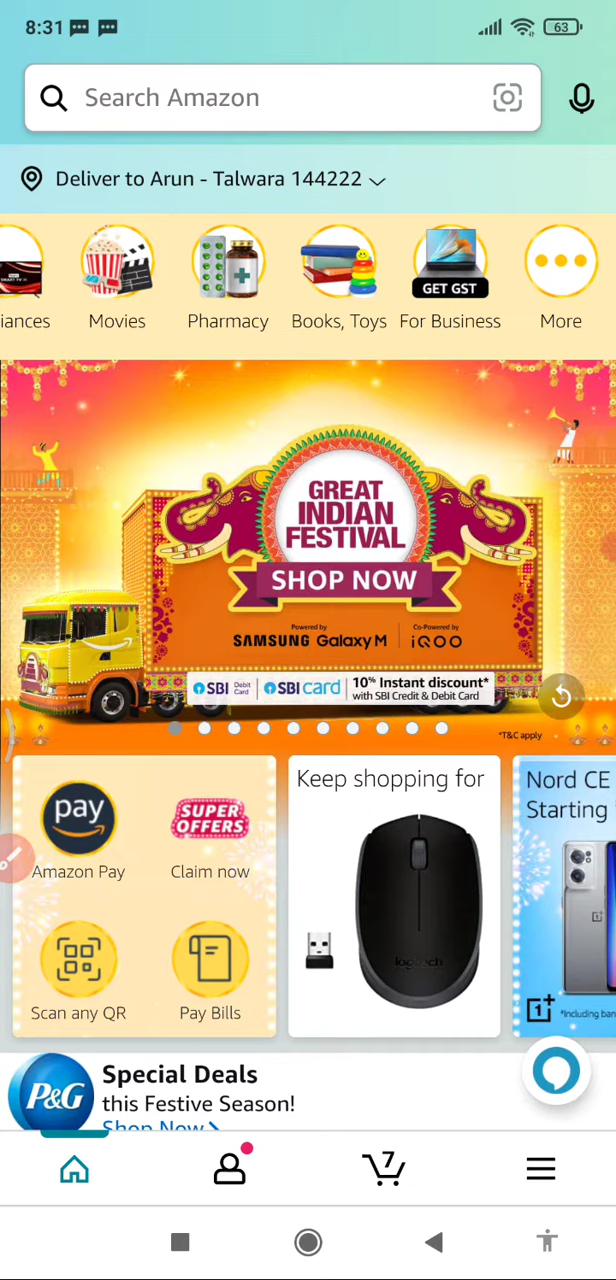 8:31
63
Search Amazon
Deliver to Arun - Talwara 144222
iances
Movies
Pharmacy
Books, Toys
GET GST
For Business
More
GREAT
INDIAN
FESTIVAL
SHOP NOW
Powered by
SAMSUNG Galaxy M
Co-Powered by
iQOO
SBI Debit Card
SBI card
10% Instant discount*
with SBI Credit & Debit Card
*T&C apply
pay
Amazon Pay
SUPER
OFFERS
Claim now
Scan any QR
Pay Bills
Keep shopping for
logitech
Nord CE
Starting
1+
*Including ban
P&G
Special Deals
this Festive Season!
Shop Now
7